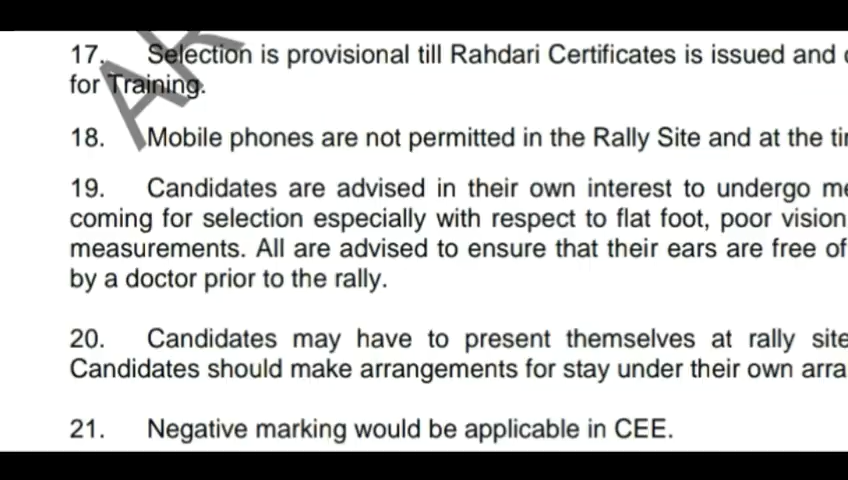 17. Selection is provisional till Rahdari Certificates is issued and
for Training.
18. Mobile phones are not permitted in the Rally Site and at the
19. Candidates are advised in their own interest to undergo
coming for selection especially with respect to flat foot, poor vision
measurements. All are advised to ensure that their ears are free of
by a doctor prior to the rally.
20. Candidates may have to present themselves at rally site
Candidates should make arrangements for stay under their own
21. Negative marking would be applicable in CEE.